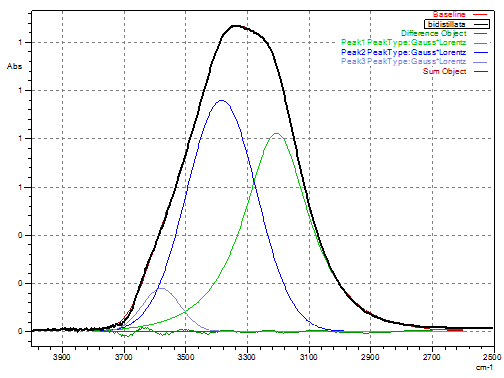 Baseline
bidistillata
Difference Object
Peak1 PeakType:Gauss*Lorentz
Peak2 PeakType:Gauss*Lorentz
Peak3 PeakType:Gauss*Lorentz
Sum Object
1
Abs
1
1
1
0
0
0
3900 3700 3500 3300 3100 2900 2700 2500
cm-1